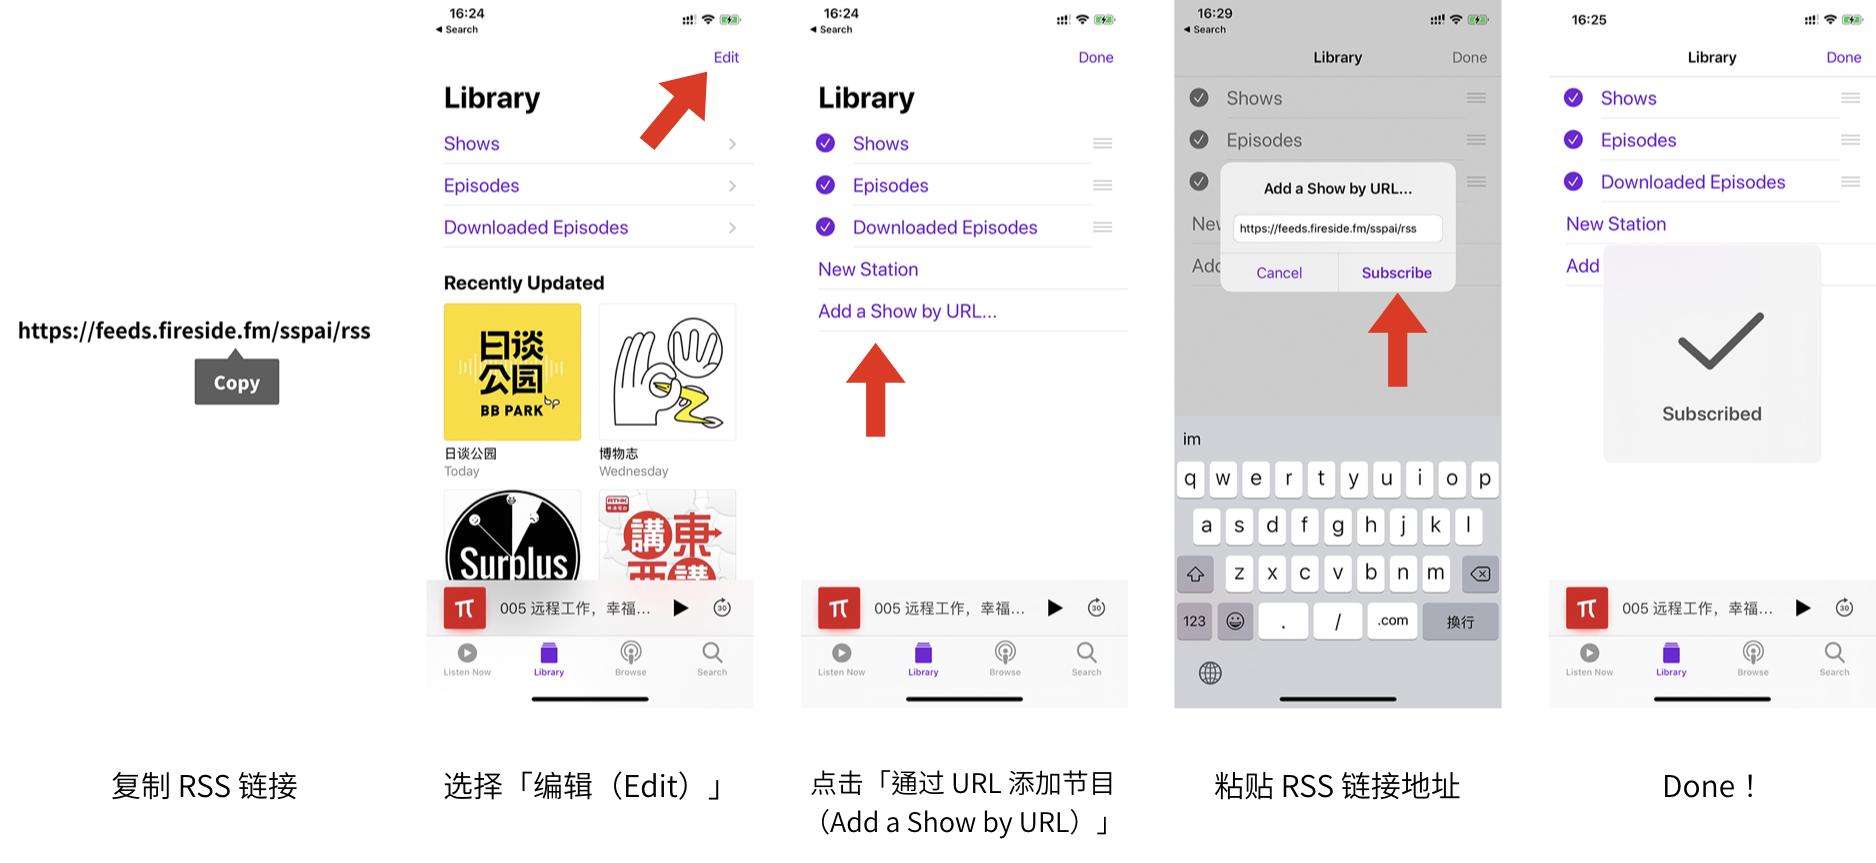 https://feeds.fireside.fm/sspai/rss
Copy
复制 RSS 链接
16:24
Search
Edit
Library
Shows
Episodes
Downloaded Episodes
Recently Updated
日谈
公园
BB PARK
日谈公园
Today
博物志
Wednesday
Surplus
RTHK
講東
西講
005 远程工作，幸福...
30
Listen Now
Library
Browse
Search
选择「编辑（Edit）」
16:24
Search
Done
Library
Shows
Episodes
Downloaded Episodes
New Station
Add a Show by URL...
005 远程工作，幸福...
30
Listen Now
Library
Browse
Search
点击「通过 URL 添加节目
（Add a Show by URL）」
16:29
Search
Library
Done
Shows
Episodes
Add a Show by URL...
https://feeds.fireside.fm/sspai/rss
Cancel
Subscribe
New
Add
im
q w e r t y u i o p
a s d f g h j k l
z x c v b n m
123 . / .com 换行
粘贴 RSS 链接地址
16:25
Library
Done
Shows
Episodes
Downloaded Episodes
New Station
Add
Subscribed
005 远程工作，幸福...
30
Listen Now
Library
Browse
Search
Done！